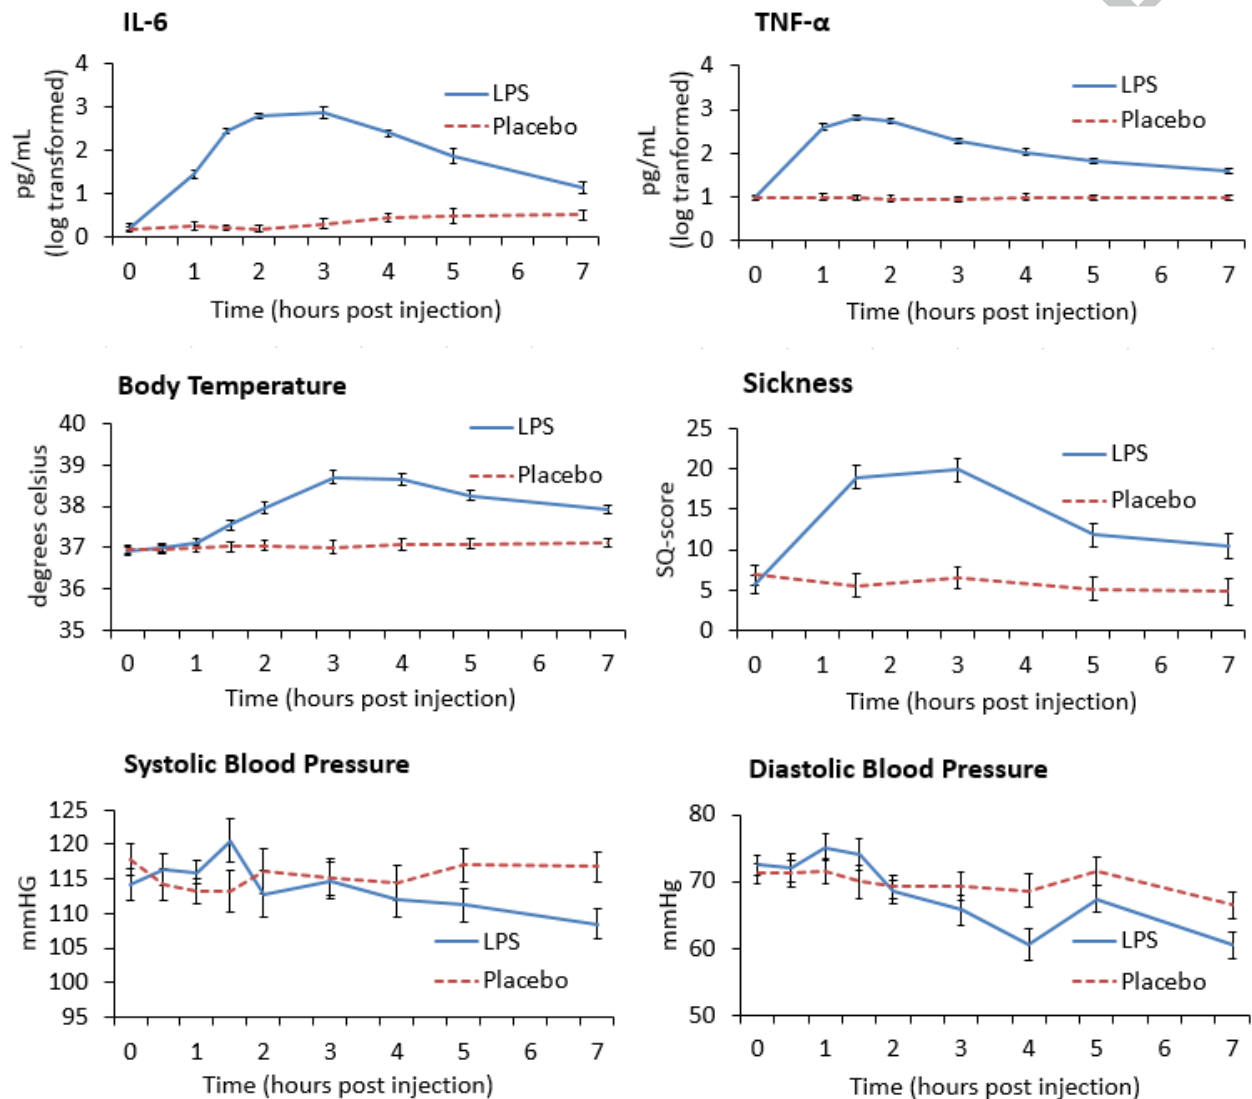 IL-6
4
3
2
1
0
pg/mL
(log transformed)
LPS
Placebo
0 1 2 3 4 5 6 7
Time (hours post injection)
TNF-α
4
3
2
1
0
pg/mL
(log tranformed)
LPS
Placebo
0 1 2 3 4 5 6 7
Time (hours post injection)
Body Temperature
40
39
38
37
36
35
degrees celsius
LPS
Placebo
0 1 2 3 4 5 6 7
Time (hours post injection)
Sickness
25
20
15
10
5
0
SQ-score
LPS
Placebo
0 1 2 3 4 5 6 7
Time (hours post injection)
Systolic Blood Pressure
125
120
115
110
105
100
95
mmHG
LPS
Placebo
0 1 2 3 4 5 6 7
Time (hours post injection)
Diastolic Blood Pressure
80
70
60
50
mmHg
LPS
Placebo
0 1 2 3 4 5 6 7
Time (hours post injection)